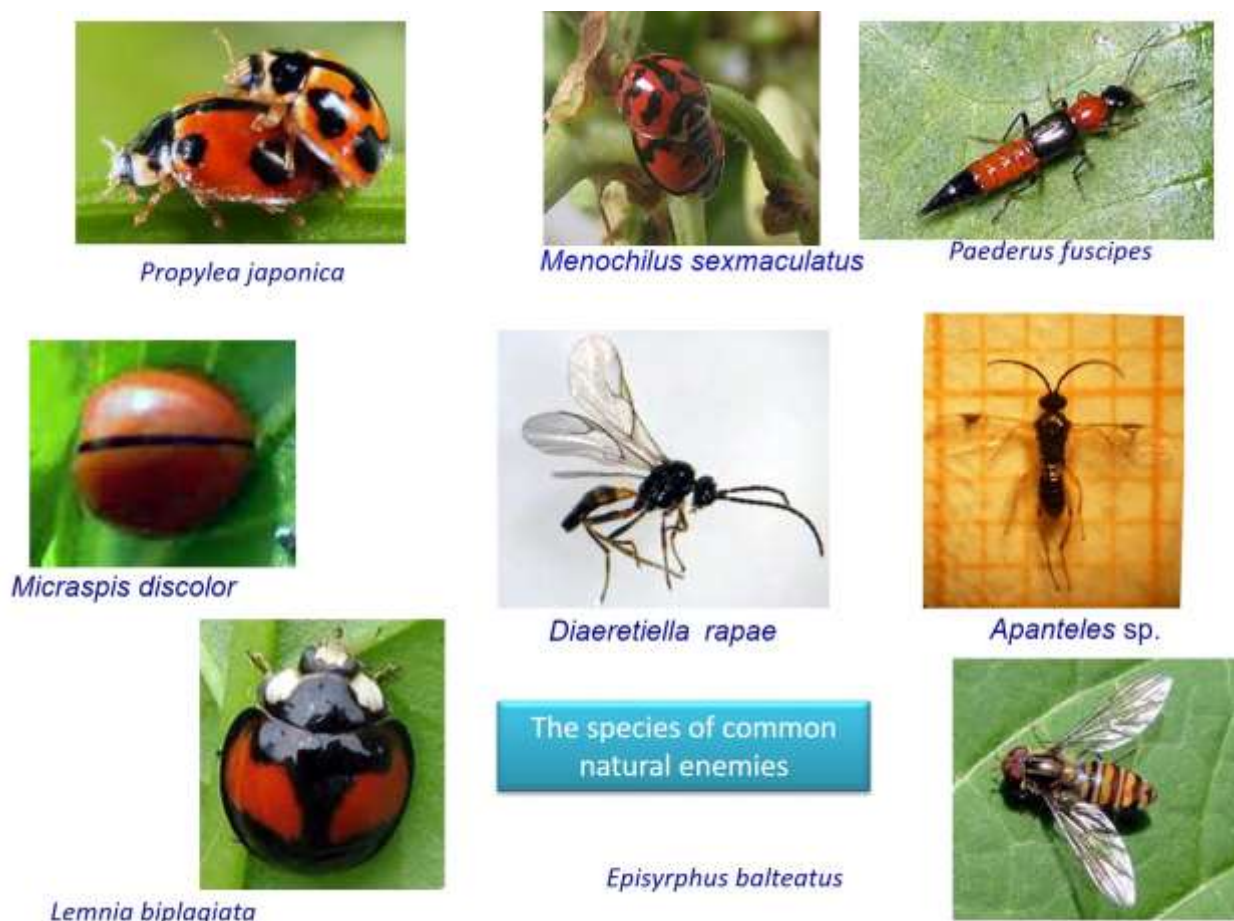 Propylea japonica
Menochilus sexmaculatus
Paederus fuscipes
Micraspis discolor
Diaeretiella rapae
Apanteles sp.
The species of common
natural enemies
Episyrphus balteatus
Lemnia biplagiata